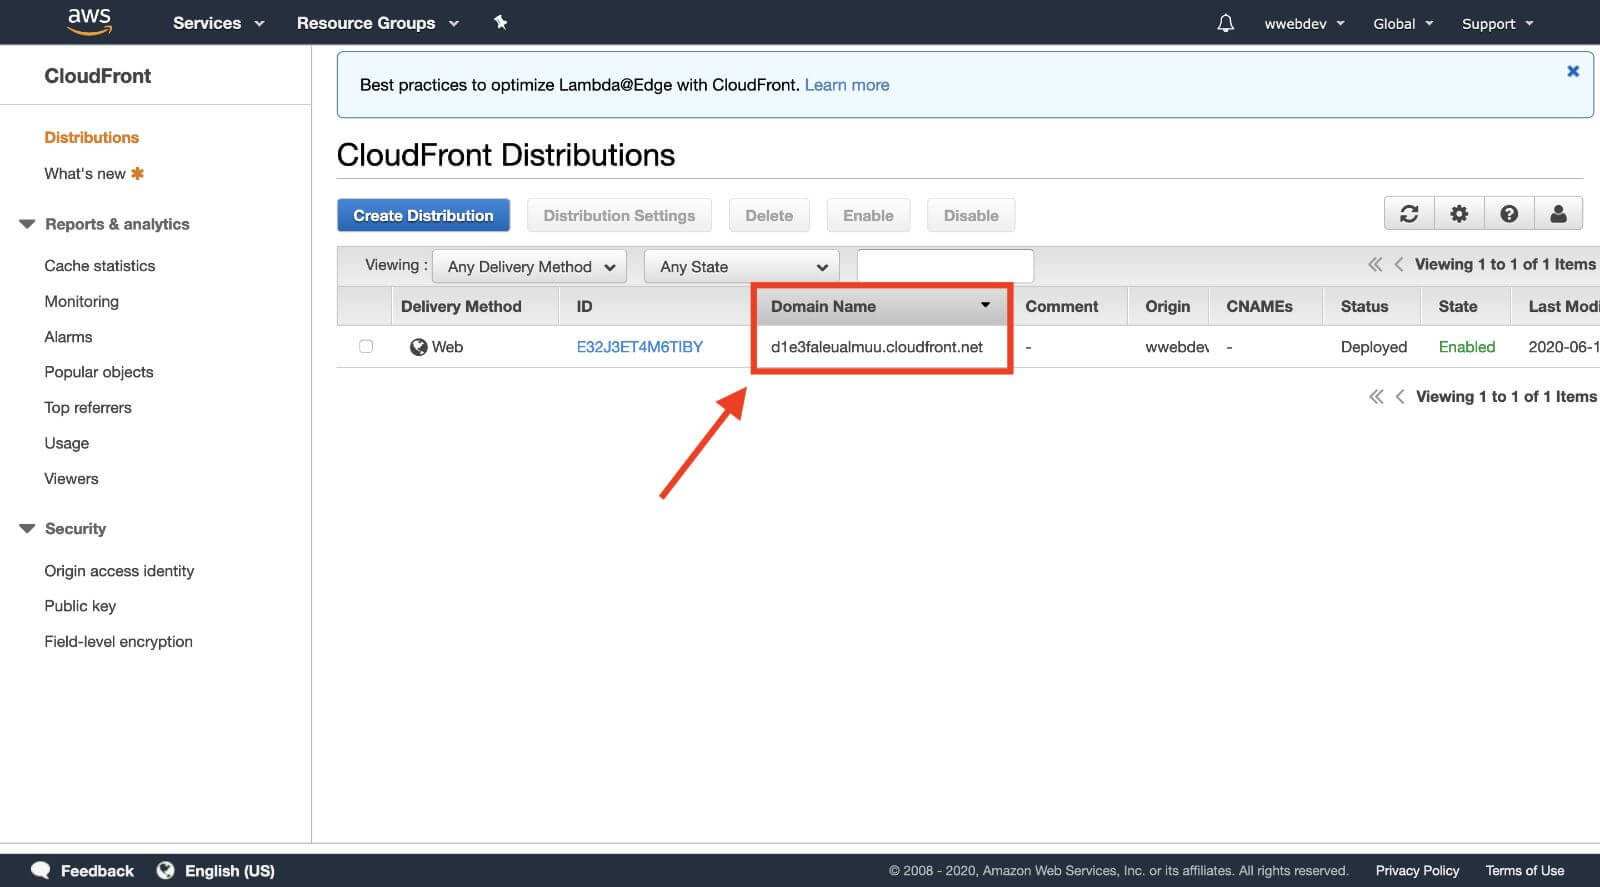 aws Services Resource Groups wwebdev Global Support
CloudFront
Distributions
What's new
Reports & analytics
Cache statistics
Monitoring
Alarms
Popular objects
Top referrers
Usage
Viewers
Security
Origin access identity
Public key
Field-level encryption
Best practices to optimize Lambda@Edge with CloudFront. Learn more
CloudFront Distributions
Create Distribution Distribution Settings Delete Enable Disable
Viewing : Any Delivery Method Any State Viewing 1 to 1 of 1 Items
Delivery Method ID Domain Name Comment Origin CNAMEs Status State Last Modi
Web E32J3ET4M6TIBY d1e3faleualmuu.cloudfront.net - wwebdev - Deployed Enabled 2020-06-1
Viewing 1 to 1 of 1 Items
Feedback English (US) © 2008 - 2020, Amazon Web Services, Inc. or its affiliates. All rights reserved. Privacy Policy Terms of Use